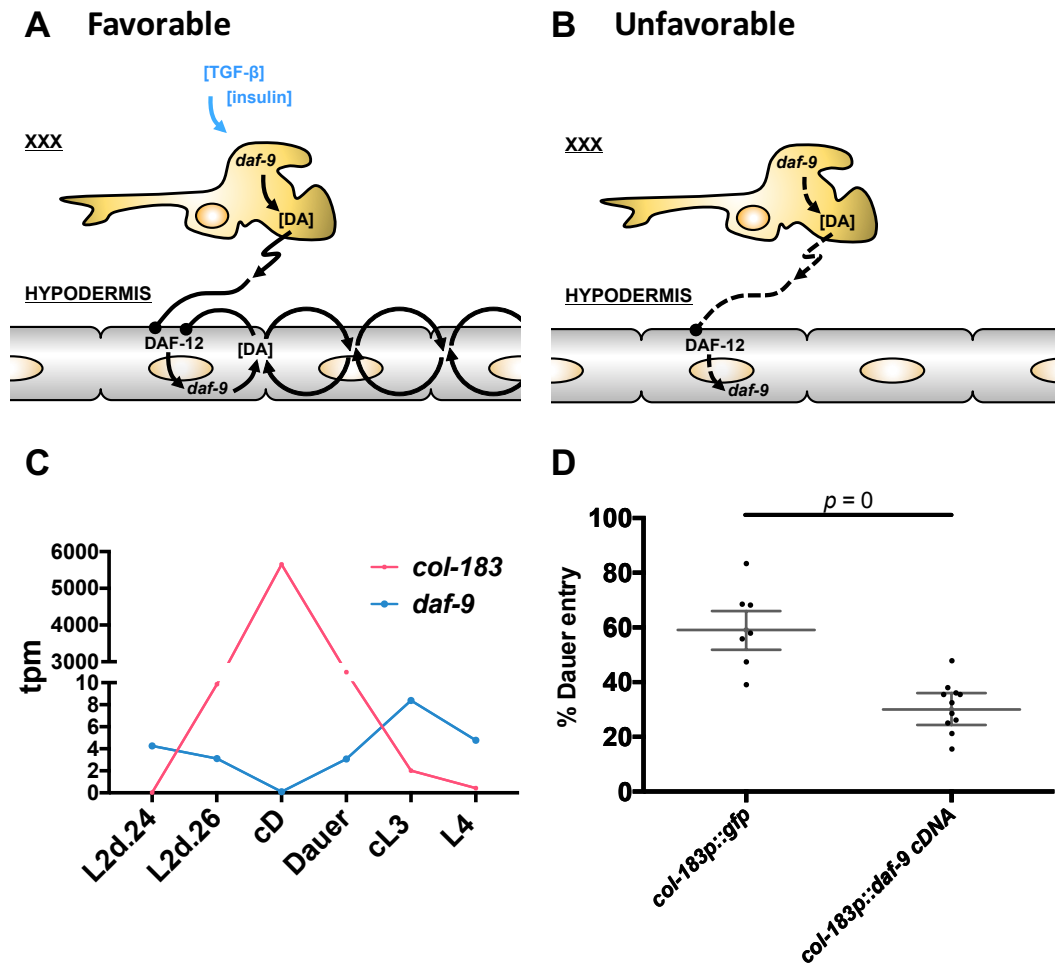 A Favorable
[TGF-β]
[insulin]
XXX
daf-9
[DA]
HYPODERMIS
DAF-12
[DA]
daf-9
B Unfavorable
XXX
daf-9
[DA]
HYPODERMIS
DAF-12
daf-9
C
tpm
6000
5000
4000
3000
10
8
6
4
2
0
col-183
daf-9
L2d.24
L2d.26
cD
Dauer
cL3
L4
D
% Dauer entry
100
80
60
40
20
0
p = 0
col-183p::gfp
col-183p::daf-9 cDNA